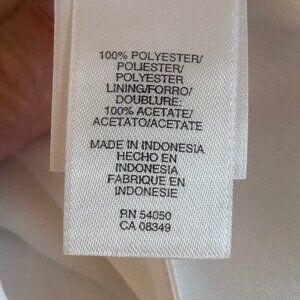 100% POLYESTER/
POLIESTER/
POLYESTER
LINING/FORRO/
DOUBLURE:
100% ACETATE/
ACETATO/ACETATE
MADE IN INDONESIA
HECHO EN
INDONESIA
FABRIQUE EN
INDONESIE
RN 54050
CA 08349